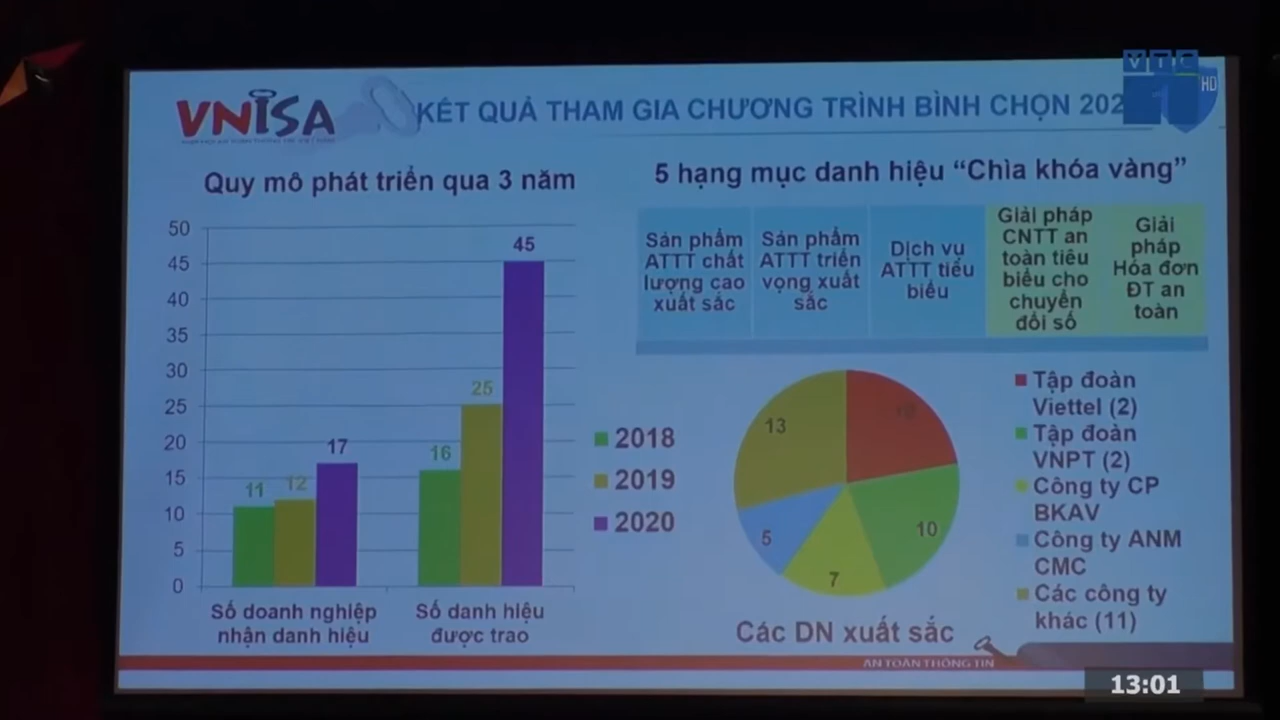 VNISA
KẾT QUẢ THAM GIA CHƯƠNG TRÌNH BÌNH CHỌN 202
VTC
1
HD
Quy mô phát triển qua 3 năm
50
45
40
35
30
25
20
15
10
5
0
11
12
17
16
25
45
Số doanh nghiệp
nhận danh hiệu
Số danh hiệu
được trao
2018
2019
2020
5 hạng mục danh hiệu “Chìa khóa vàng”
Sản phẩm
ATTT chất
lượng cao
xuất sắc
Sản phẩm
ATTT triển
vọng xuất
sắc
Dịch vụ
ATTT tiêu
biểu
Giải pháp
CNTT an
toàn tiêu
biểu cho
chuyển
đổi số
Giải
pháp
Hóa đơn
ĐT an
toàn
13
10
10
7
5
Tập đoàn
Viettel (2)
Tập đoàn
VNPT (2)
Công ty CP
BKAV
Công ty ANM
CMC
Các công ty
khác (11)
Các DN xuất sắc
AN TOÀN THÔNG TIN
13:01